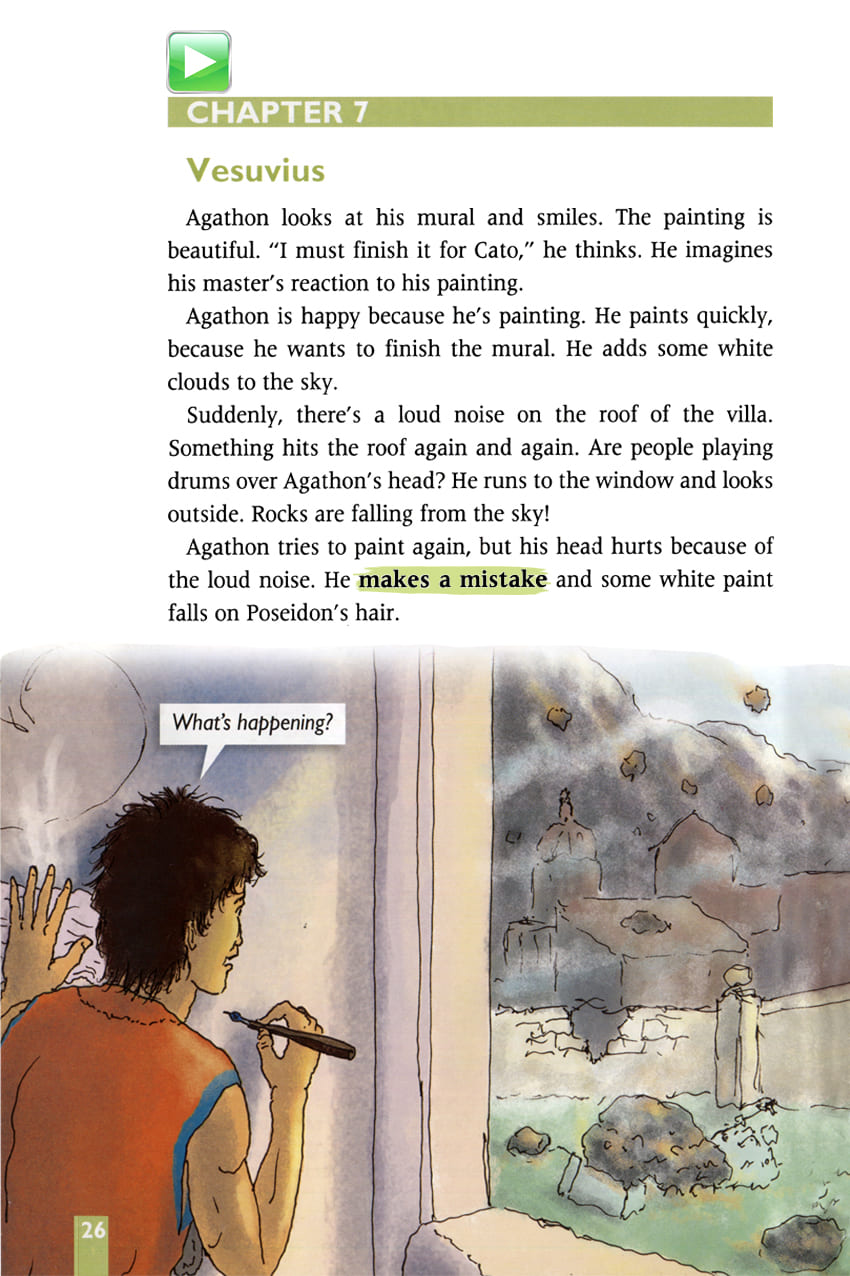 CHAPTER 7
Vesuvius
Agathon looks at his mural and smiles. The painting is
beautiful. “I must finish it for Cato,” he thinks. He imagines
his master’s reaction to his painting.
Agathon is happy because he’s painting. He paints quickly,
because he wants to finish the mural. He adds some white
clouds to the sky.
Suddenly, there’s a loud noise on the roof of the villa.
Something hits the roof again and again. Are people playing
drums over Agathon’s head? He runs to the window and looks
outside. Rocks are falling from the sky!
Agathon tries to paint again, but his head hurts because of
the loud noise. He makes a mistake and some white paint
falls on Poseidon’s hair.
What’s happening?
26